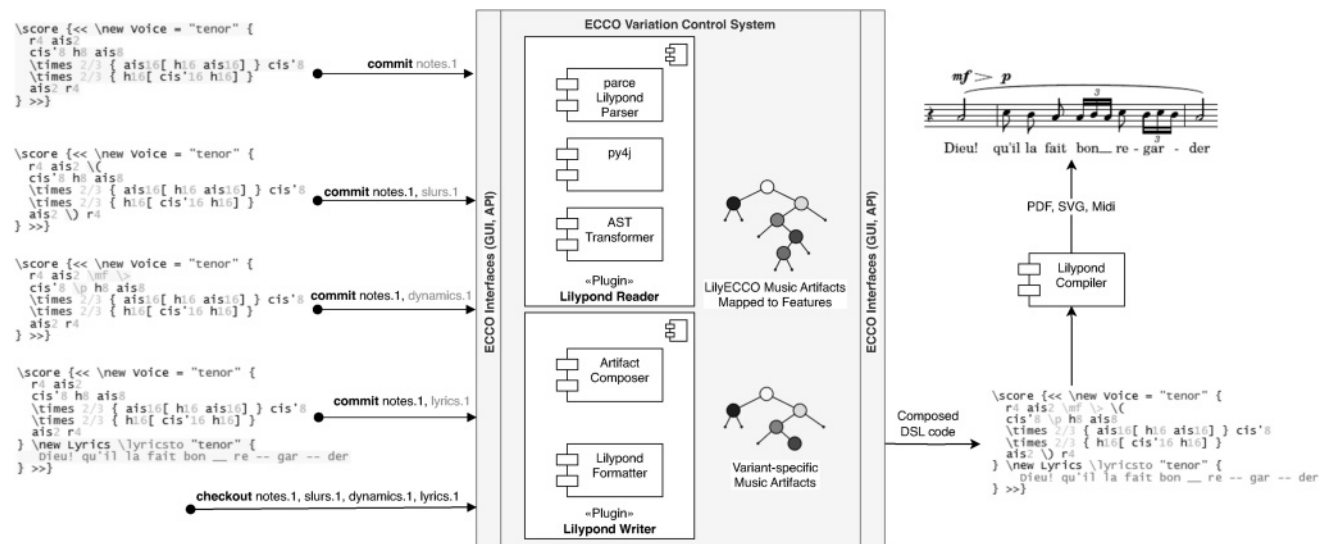 \score {<< \new Voice = "tenor" {
r4 ais2
cis'8 h8 ais8
\times 2/3 { ais16[ h16 ais16] } cis'8
\times 2/3 { h16[ cis'16 h16] }
ais2 r4
} >>}
commit notes.1
\score {<< \new Voice = "tenor" {
r4 ais2 \(
cis'8 h8 ais8
\times 2/3 { ais16[ h16 ais16] } cis'8
\times 2/3 { h16[ cis'16 h16] }
ais2 \) r4
} >>}
commit notes.1, slurs.1
\score {<< \new Voice = "tenor" {
r4 ais2 \mf \>
cis'8 \p h8 ais8
\times 2/3 { ais16[ h16 ais16] } cis'8
\times 2/3 { h16[ cis'16 h16] }
ais2 r4
} >>}
commit notes.1, dynamics.1
\score {<< \new Voice = "tenor" {
r4 ais2
cis'8 h8 ais8
\times 2/3 { ais16[ h16 ais16] } cis'8
\times 2/3 { h16[ cis'16 h16] }
ais2 r4
} \new Lyrics \lyricsto "tenor" {
Dieu! qu'il la fait bon __ re -- gar -- der
} >>}
commit notes.1, lyrics.1
checkout notes.1, slurs.1, dynamics.1, lyrics.1
ECCO Interfaces (GUI, API)
ECCO Variation Control System
parce
Lilypond
Parser
py4j
AST
Transformer
«Plugin»
Lilypond Reader
Artifact
Composer
Lilypond
Formatter
«Plugin»
Lilypond Writer
LilyECCO Music Artifacts
Mapped to Features
Variant-specific
Music Artifacts
ECCO Interfaces (GUI, API)
Composed
DSL code
mf > p
3
3
Dieu! qu'il la fait bon__ re - gar - der
PDF, SVG, Midi
Lilypond
Compiler
\score {<< \new Voice = "tenor" {
r4 ais2 \mf \> \(
cis'8 \p h8 ais8
\times 2/3 { ais16[ h16 ais16] } cis'8
\times 2/3 { h16[ cis'16 h16] }
ais2 \) r4
} \new Lyrics \lyricsto "tenor" {
Dieu! qu'il la fait bon __ re -- gar -- der
} >>}